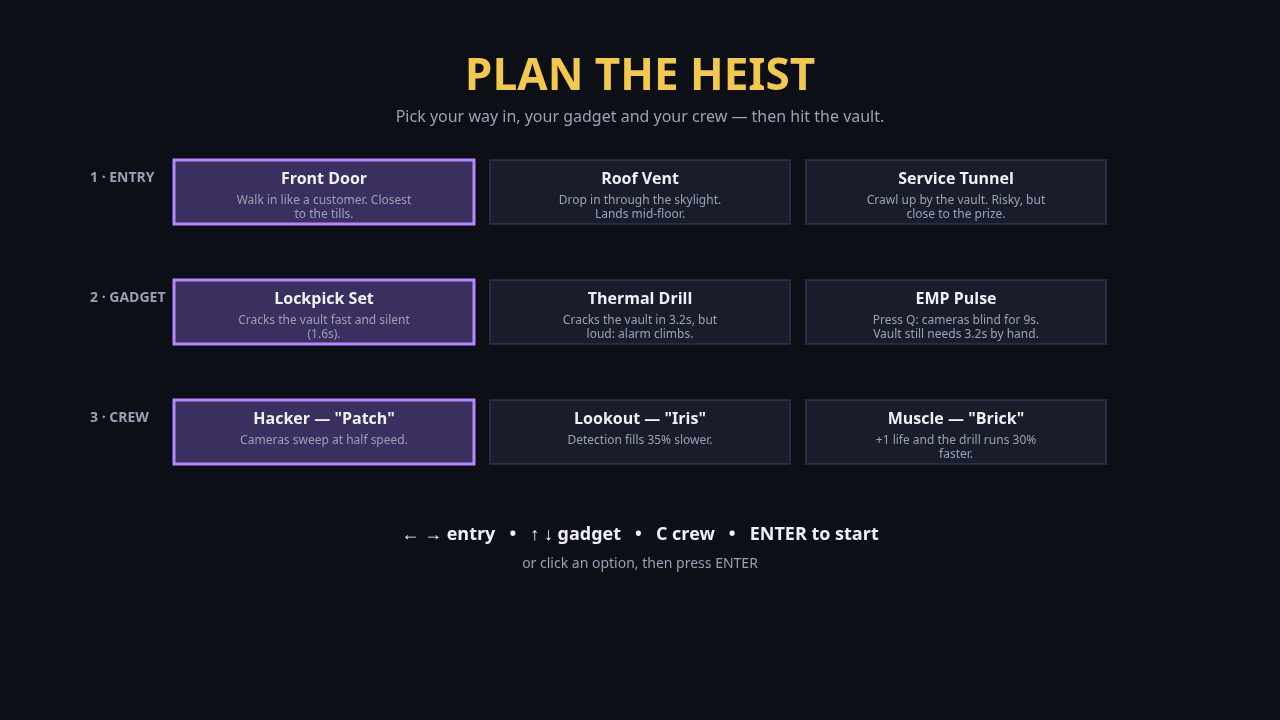 PLAN THE HEIST
Pick your way in, your gadget and your crew — then hit the vault.
1 · ENTRY
Front Door
Walk in like a customer. Closest
to the tills.
Roof Vent
Drop in through the skylight.
Lands mid-floor.
Service Tunnel
Crawl up by the vault. Risky, but
close to the prize.
2 · GADGET
Lockpick Set
Cracks the vault fast and silent
(1.6s).
Thermal Drill
Cracks the vault in 3.2s, but
loud: alarm climbs.
EMP Pulse
Press Q: cameras blind for 9s.
Vault still needs 3.2s by hand.
3 · CREW
Hacker — "Patch"
Cameras sweep at half speed.
Lookout — "Iris"
Detection fills 35% slower.
Muscle — "Brick"
+1 life and the drill runs 30%
faster.
← → entry • ↑ ↓ gadget • C crew • ENTER to start
or click an option, then press ENTER